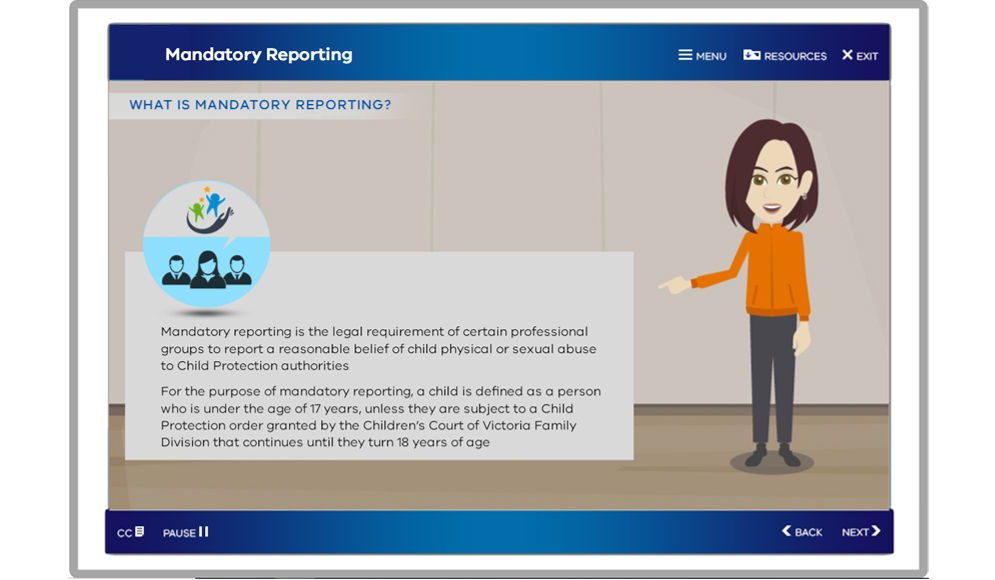 Mandatory Reporting
MENU
RESOURCES
EXIT
WHAT IS MANDATORY REPORTING?
Mandatory reporting is the legal requirement of certain professional
groups to report a reasonable belief of child physical or sexual abuse
to Child Protection authorities
For the purpose of mandatory reporting, a child is defined as a person
who is under the age of 17 years, unless they are subject to a Child
Protection order granted by the Children's Court of Victoria Family
Division that continues until they turn 18 years of age
CC
PAUSE
BACK
NEXT